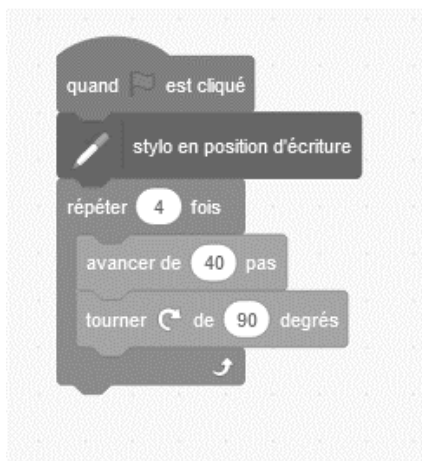 quand est cliqué
stylo en position d'écriture
répéter 4 fois
avancer de 40 pas
tourner de 90 degrés